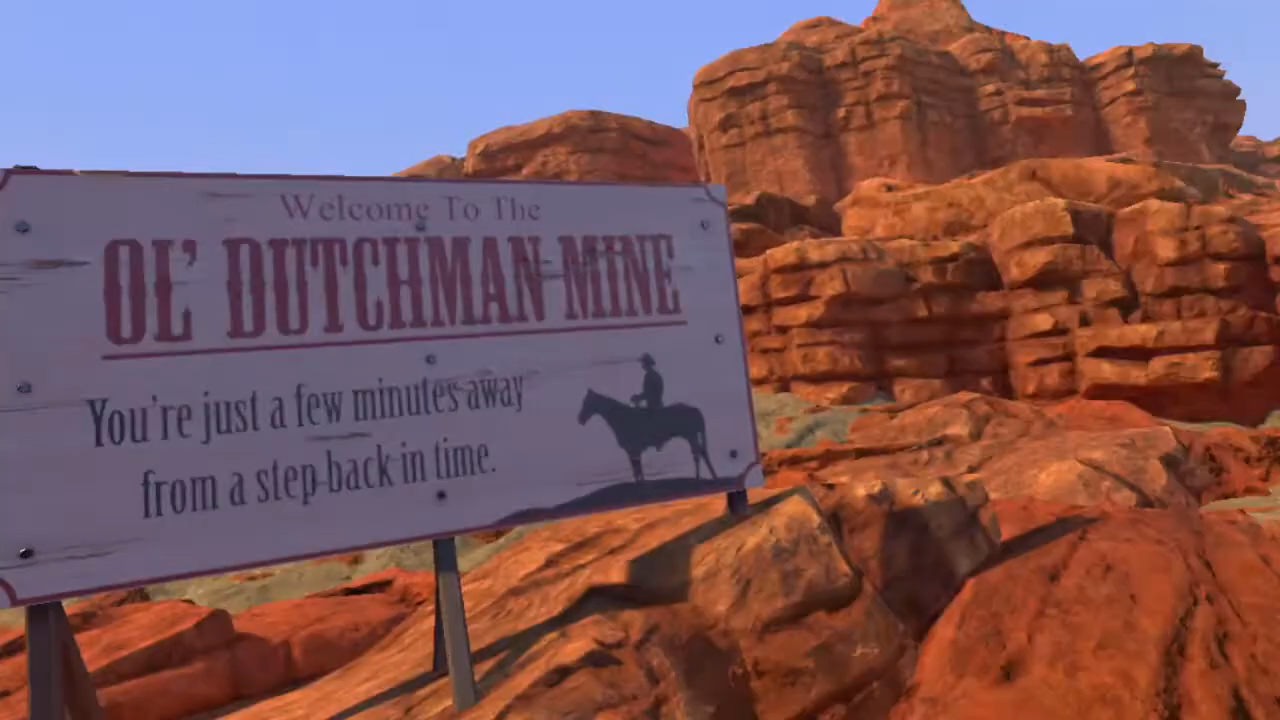 Welcome To The
OL' DUTCHMAN MINE
You're just a few minutes away
from a step back in time.